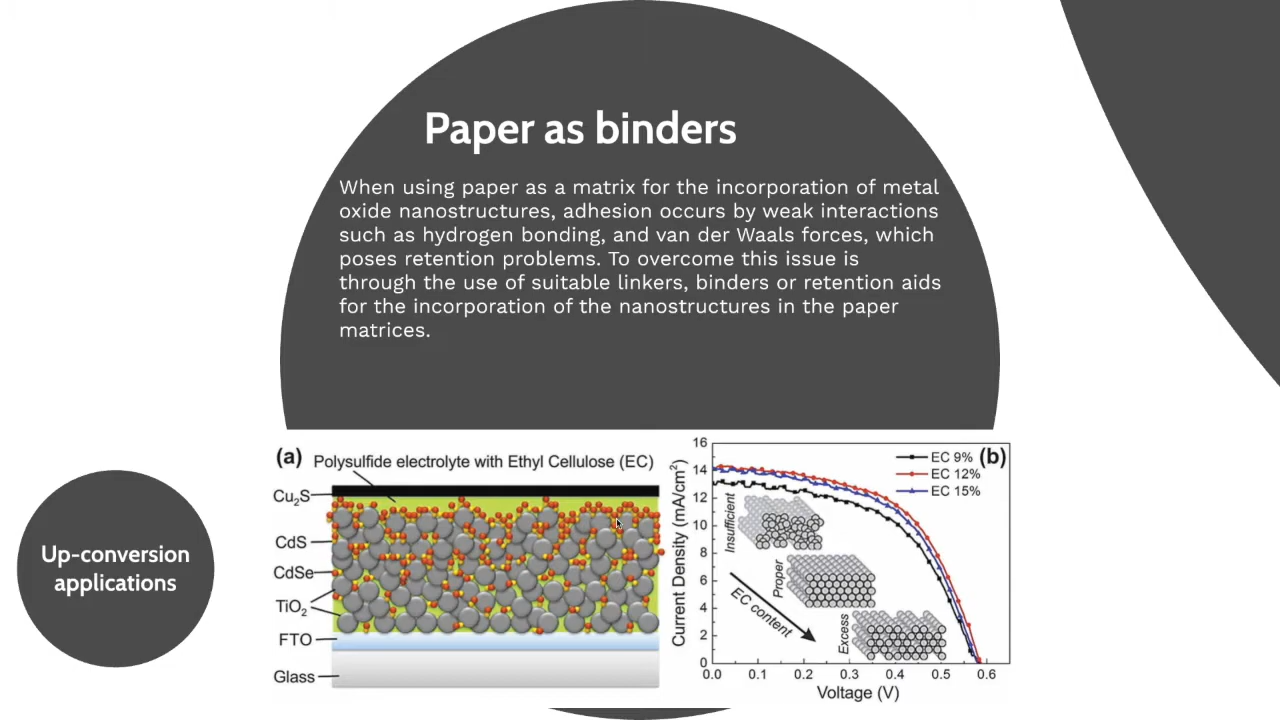 Paper as binders
When using paper as a matrix for the incorporation of metal
oxide nanostructures, adhesion occurs by weak interactions
such as hydrogen bonding, and van der Waals forces, which
poses retention problems. To overcome this issue is
through the use of suitable linkers, binders or retention aids
for the incorporation of the nanostructures in the paper
matrices.
Up-conversion
applications
(a)
Polysulfide electrolyte with Ethyl Cellulose (EC)
Cu₂S
CdS
CdSe
TiO₂
FTO
Glass
(b)
EC 9%
EC 12%
EC 15%
Current Density (mA/cm²)
16
14
12
10
8
6
4
2
0
Insufficient
Proper
Excess
EC content
0.0 0.1 0.2 0.3 0.4 0.5 0.6
Voltage (V)